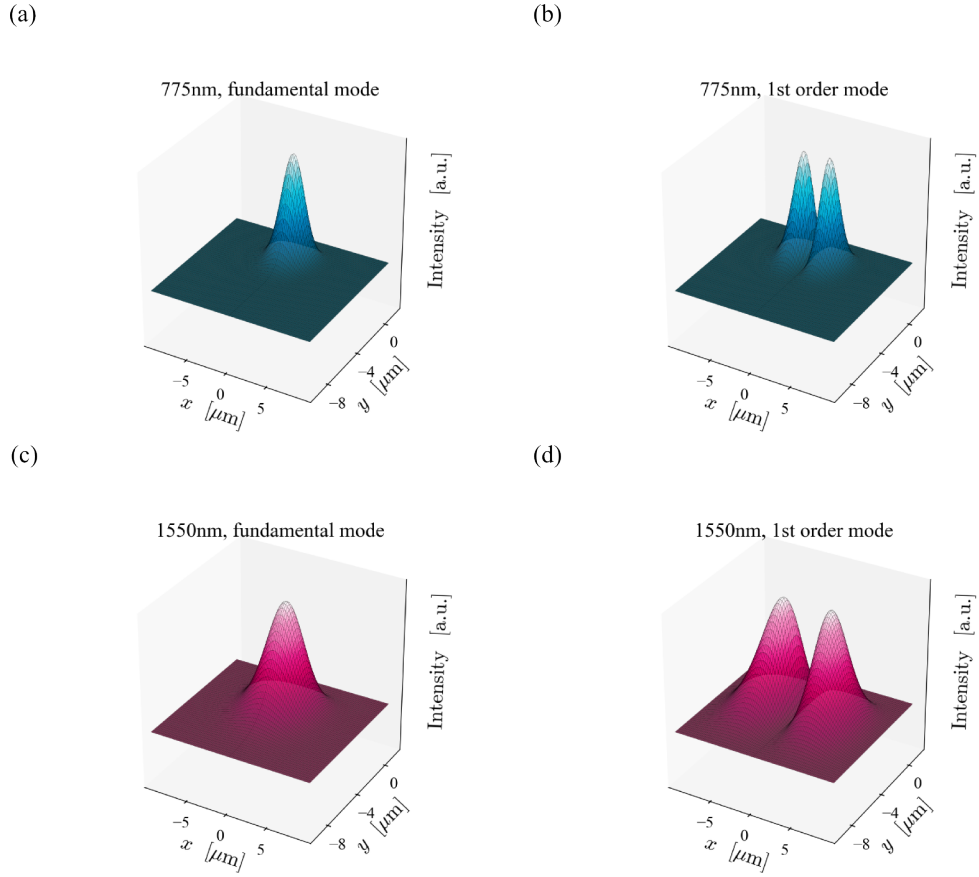 (a)
775nm, fundamental mode
Intensity [a.u.]
0
−4
−8
y [μm]
−5
0
5
x [μm]
(b)
775nm, 1st order mode
Intensity [a.u.]
0
−4
−8
y [μm]
−5
0
5
x [μm]
(c)
1550nm, fundamental mode
Intensity [a.u.]
0
−4
−8
y [μm]
−5
0
5
x [μm]
(d)
1550nm, 1st order mode
Intensity [a.u.]
0
−4
−8
y [μm]
−5
0
5
x [μm]